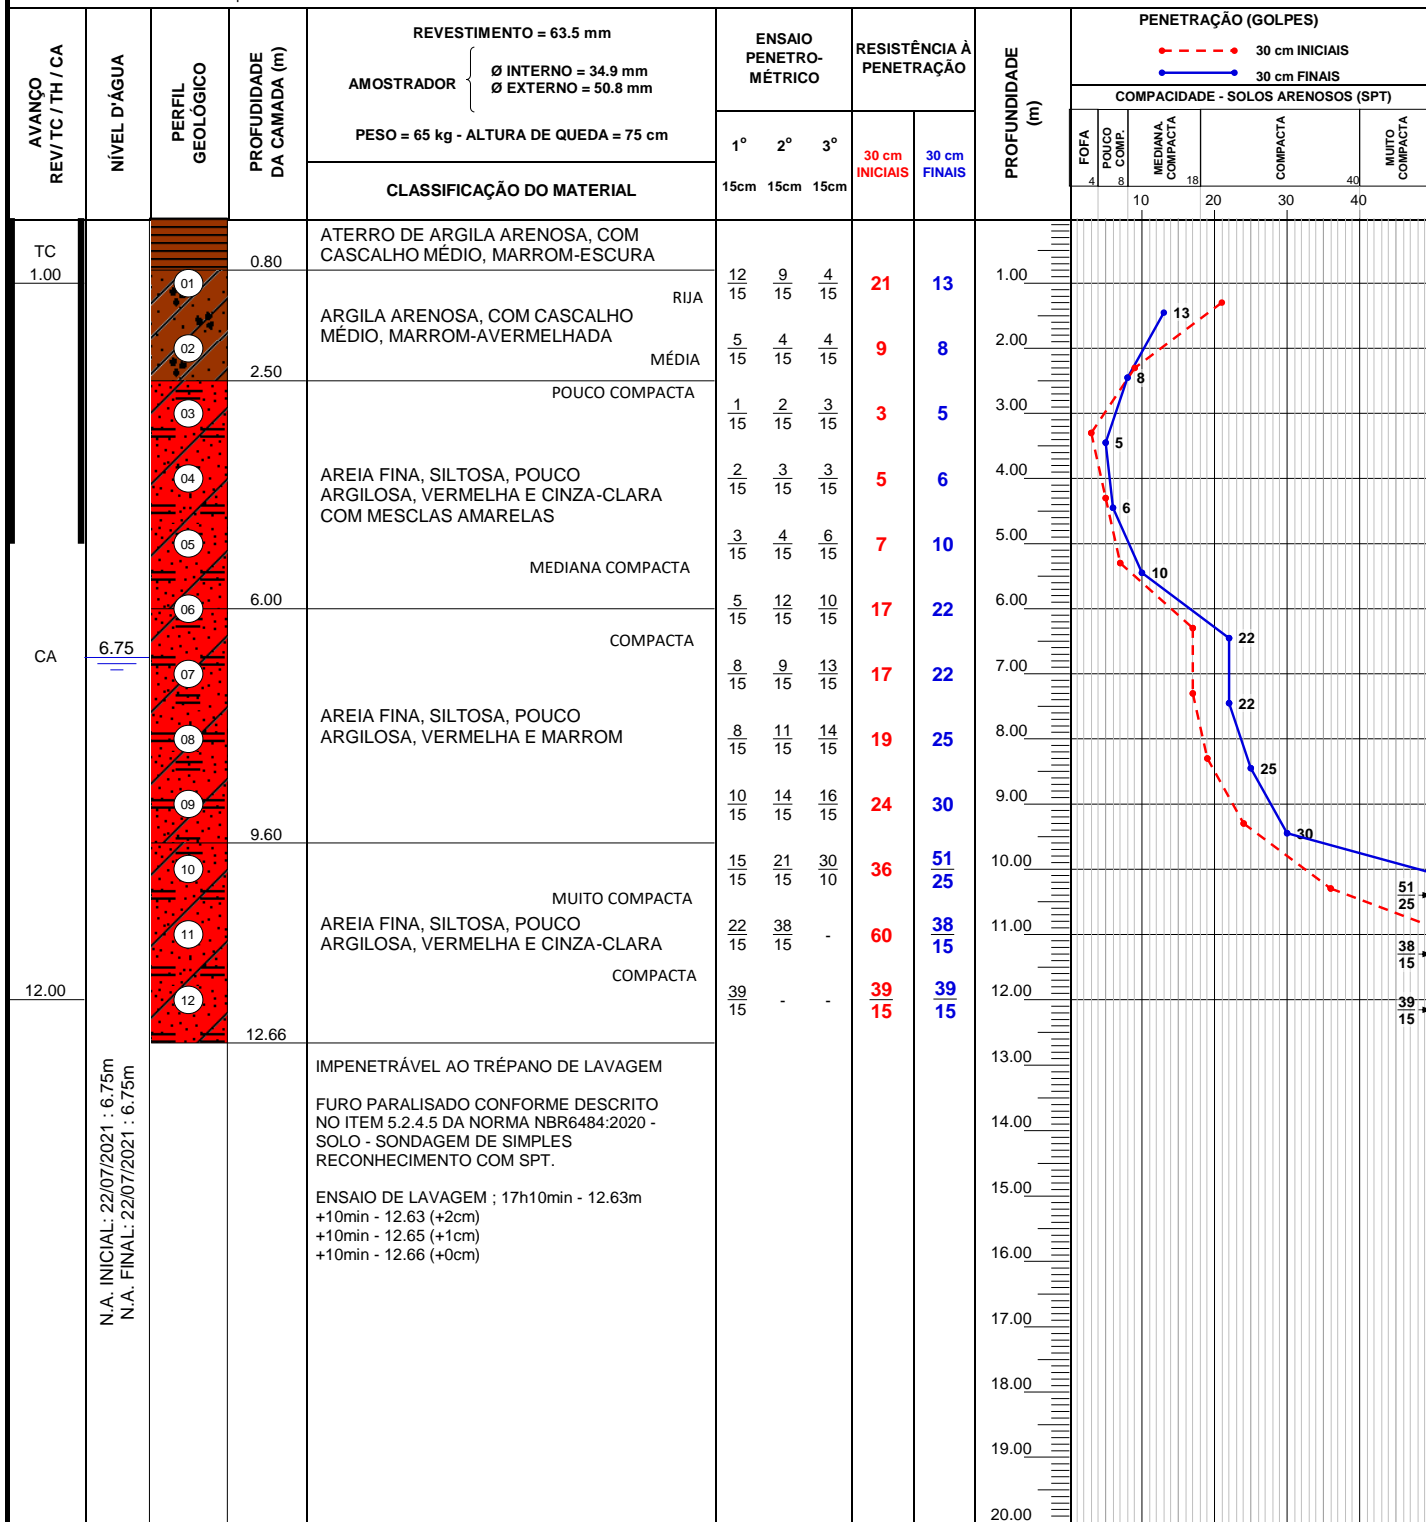 AVANÇO
REV/ TC / TH / CA
NÍVEL D'ÁGUA
PERFIL
GEOLÓGICO
PROFUDIDADE
DA CAMADA (m)
REVESTIMENTO = 63.5 mm
AMOSTRADOR
Ø INTERNO = 34.9 mm
Ø EXTERNO = 50.8 mm
PESO = 65 kg - ALTURA DE QUEDA = 75 cm
CLASSIFICAÇÃO DO MATERIAL
ENSAIO
PENETRO-
MÉTRICO
1° 2° 3°
15cm 15cm 15cm
RESISTÊNCIA À
PENETRAÇÃO
30 cm
INICIAIS
30 cm
FINAIS
PROFUNDIDADE
(m)
PENETRAÇÃO (GOLPES)
30 cm INICIAIS
30 cm FINAIS
COMPACIDADE - SOLOS ARENOSOS (SPT)
FOFA
POUCO
COMP.
MEDIANA.
COMPACTA
COMPACTA
MUITO
COMPACTA
4 8 18 40
10 20 30 40
TC
1.00
CA
12.00
6.75
N.A. INICIAL: 22/07/2021 : 6.75m
N.A. FINAL: 22/07/2021 : 6.75m
01
02
03
04
05
06
07
08
09
10
11
12
0.80
2.50
6.00
9.60
12.66
ATERRO DE ARGILA ARENOSA, COM
CASCALHO MÉDIO, MARROM-ESCURA
RIJA
ARGILA ARENOSA, COM CASCALHO
MÉDIO, MARROM-AVERMELHADA
MÉDIA
POUCO COMPACTA
AREIA FINA, SILTOSA, POUCO
ARGILOSA, VERMELHA E CINZA-CLARA
COM MESCLAS AMARELAS
MEDIANA COMPACTA
COMPACTA
AREIA FINA, SILTOSA, POUCO
ARGILOSA, VERMELHA E MARROM
MUITO COMPACTA
AREIA FINA, SILTOSA, POUCO
ARGILOSA, VERMELHA E CINZA-CLARA
COMPACTA
IMPENETRÁVEL AO TRÉPANO DE LAVAGEM
FURO PARALISADO CONFORME DESCRITO
NO ITEM 5.2.4.5 DA NORMA NBR6484:2020 -
SOLO - SONDAGEM DE SIMPLES
RECONHECIMENTO COM SPT.
ENSAIO DE LAVAGEM ; 17h10min - 12.63m
+10min - 12.63 (+2cm)
+10min - 12.65 (+1cm)
+10min - 12.66 (+0cm)
12/15 9/15 4/15 21 13
5/15 4/15 4/15 9 8
1/15 2/15 3/15 3 5
2/15 3/15 3/15 5 6
3/15 4/15 6/15 7 10
5/15 12/15 10/15 17 22
8/15 9/15 13/15 17 22
8/15 11/15 14/15 19 25
10/15 14/15 16/15 24 30
15/15 21/15 30/10 36 51/25
22/15 38/15 - 60 38/15
39/15 - - 39/15 39/15
1.00
2.00
3.00
4.00
5.00
6.00
7.00
8.00
9.00
10.00
11.00
12.00
13.00
14.00
15.00
16.00
17.00
18.00
19.00
20.00
13
8
5
6
10
22
22
25
30
51/25
38/15
39/15